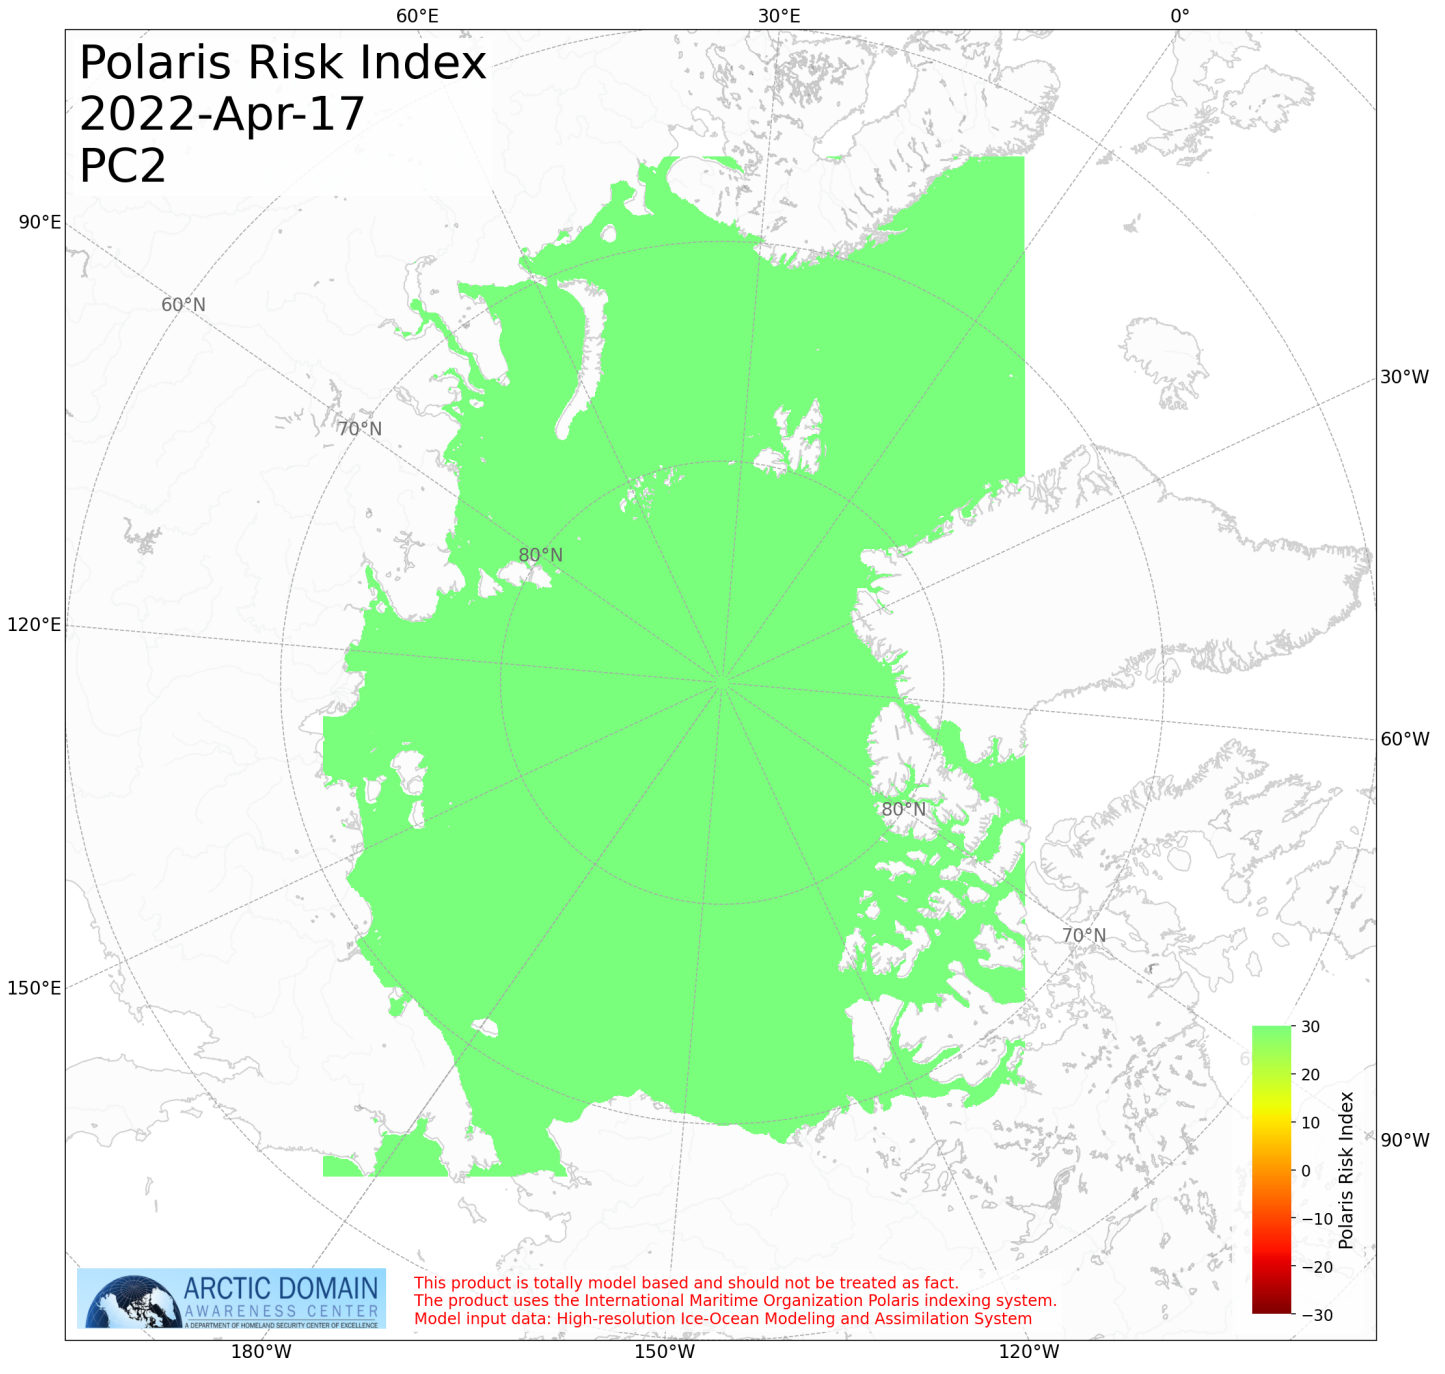 60°E
30°E
0°
Polaris Risk Index
2022-Apr-17
PC2
90°E
60°N
30°W
70°N
80°N
120°E
60°W
80°N
70°N
150°E
30
20
10
0
−10
−20
−30
Polaris Risk Index
90°W
ARCTIC DOMAIN
AWARENESS CENTER
A DEPARTMENT OF HOMELAND SECURITY CENTER OF EXCELLENCE
This product is totally model based and should not be treated as fact.
The product uses the International Maritime Organization Polaris indexing system.
Model input data: High-resolution Ice-Ocean Modeling and Assimilation System
180°W
150°W
120°W